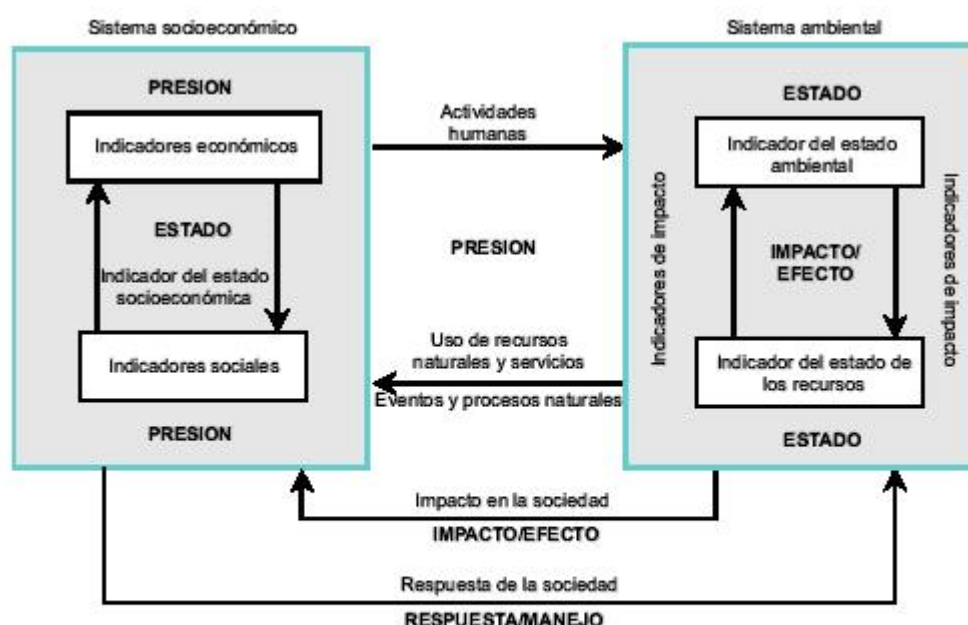 Sistema socioeconómico
Sistema ambiental
PRESION
Indicadores económicos
ESTADO
Indicador del estado
socioeconómica
Indicadores sociales
PRESION
Actividades
humanas
PRESION
Uso de recursos
naturales y servicios
Eventos y procesos naturales
ESTADO
Indicador del estado
ambiental
Indicadores de impacto
IMPACTO/
EFECTO
Indicadores de impacto
Indicador del estado de
los recursos
ESTADO
Impacto en la sociedad
IMPACTO/EFECTO
Respuesta de la sociedad
RESPUESTA/MANEJO